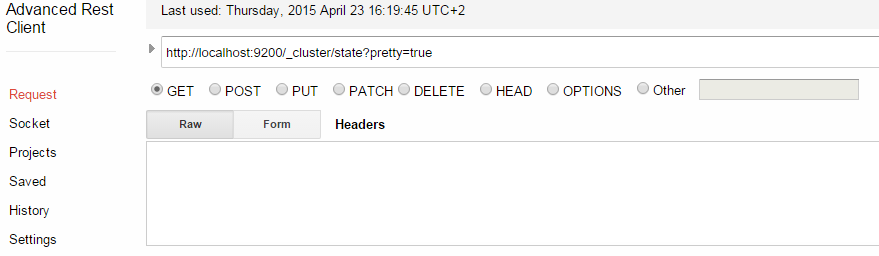 Advanced Rest
Client
Last used: Thursday, 2015 April 23 16:19:45 UTC+2
http://localhost:9200/_cluster/state?pretty=true
GET POST PUT PATCH DELETE HEAD OPTIONS Other
Raw Form Headers
Request
Socket
Projects
Saved
History
Settings